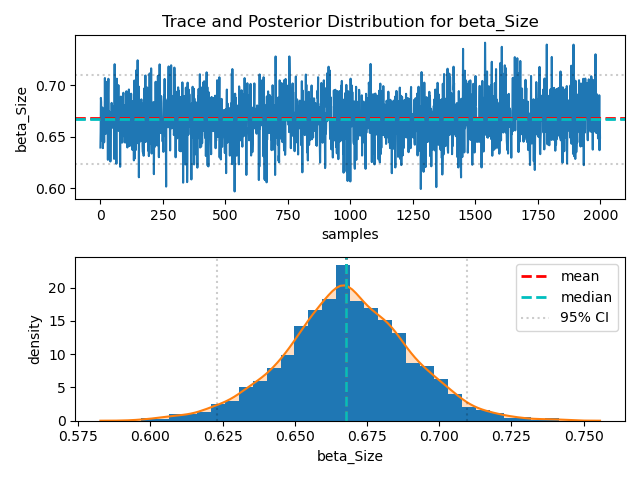 Trace and Posterior Distribution for beta_Size
beta_Size
0.70
0.65
0.60
0 250 500 750 1000 1250 1500 1750 2000
samples
density
20
15
10
5
0
mean
median
95% CI
0.575 0.600 0.625 0.650 0.675 0.700 0.725 0.750
beta_Size